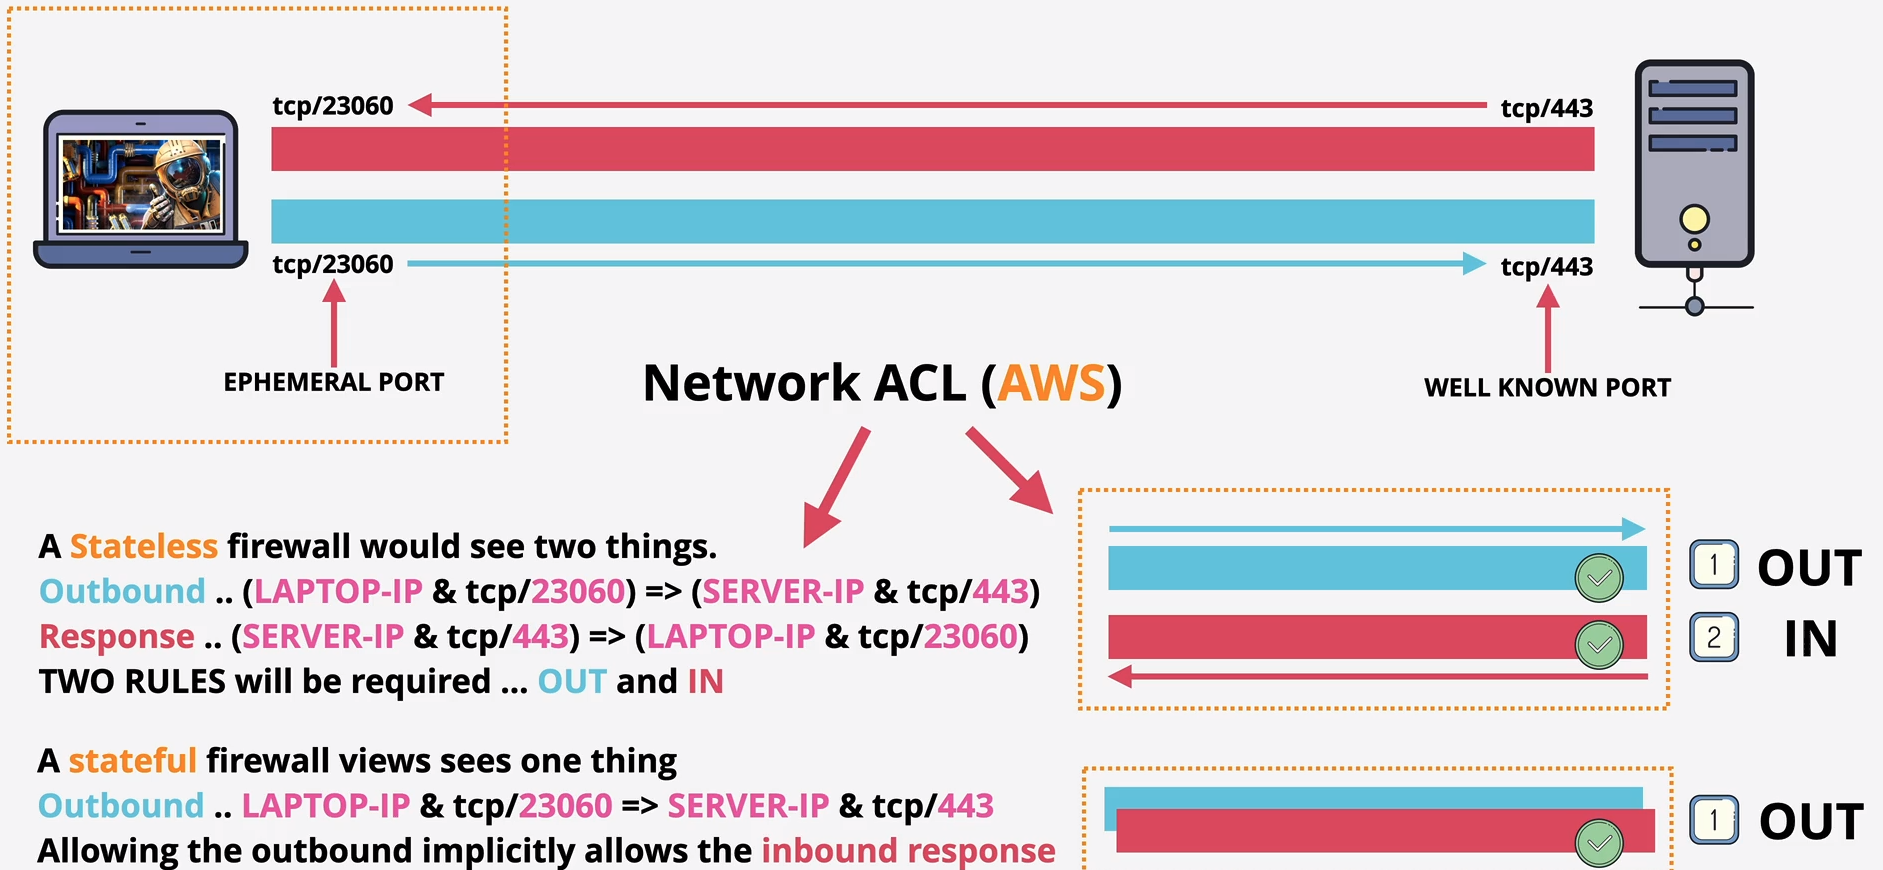 tcp/23060
tcp/443
tcp/23060
tcp/443
EPHEMERAL PORT
Network ACL (AWS)
WELL KNOWN PORT
A Stateless firewall would see two things.
Outbound .. (LAPTOP-IP & tcp/23060) => (SERVER-IP & tcp/443)
Response .. (SERVER-IP & tcp/443) => (LAPTOP-IP & tcp/23060)
TWO RULES will be required ... OUT and IN
1 OUT
2 IN
A stateful firewall views sees one thing
Outbound .. LAPTOP-IP & tcp/23060 => SERVER-IP & tcp/443
Allowing the outbound implicitly allows the inbound response
1 OUT